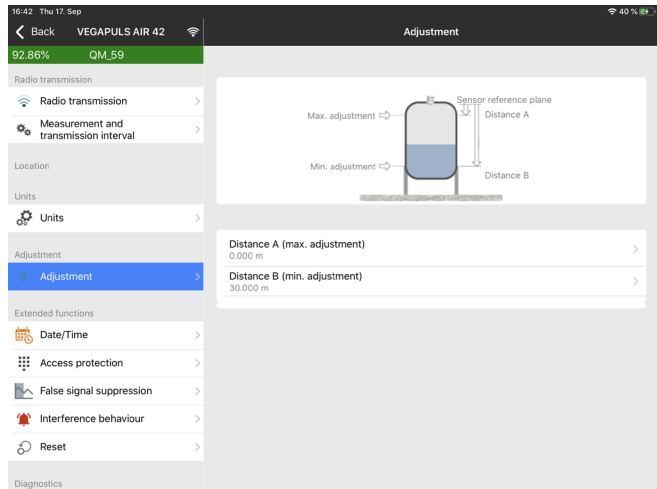 16:42 Thu 17. Sep
40 %
Back VEGAPULS AIR 42
Adjustment
92.86% QM_59
Radio transmission
Radio transmission
Measurement and
transmission interval
Location
Units
Units
Adjustment
Adjustment
Extended functions
Date/Time
Access protection
False signal suppression
Interference behaviour
Reset
Diagnostics
Sensor reference plane
Max. adjustment
Distance A
Min. adjustment
Distance B
Distance A (max. adjustment)
0.000 m
Distance B (min. adjustment)
30.000 m